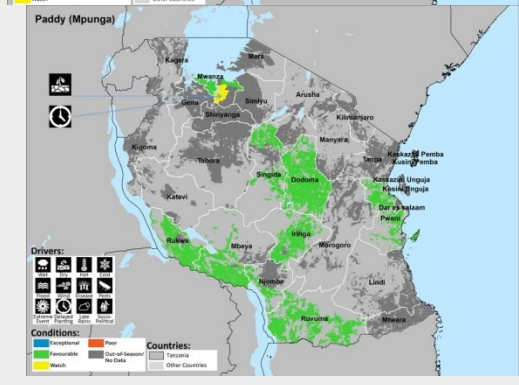 Watch
Other Countries
Paddy (Mpunga)
Kagera
Mara
Mwanza
Geita
Simiyu
Shinyanga
Arusha
Kilimanjaro
Manyara
Kigoma
Tabora
Tanga
Kaskazini Pemba
Kusini Pemba
Singida
Dodoma
Kaskazini Unguja
Kusini Unguja
Katavi
Dar es salaam
Pwani
Iringa
Morogoro
Rukwa
Mbeya
Njombe
Lindi
Mtwara
Ruvuma
Drivers:
Wet Dry Hot Cold
Flood Wind Disease Pests
Extreme Event Delayed Planting Late Rains Socio Political
Conditions:
Exceptional Poor
Favourable Out-of-Season/ No Data
Watch
Countries:
Tanzania
Other Countries